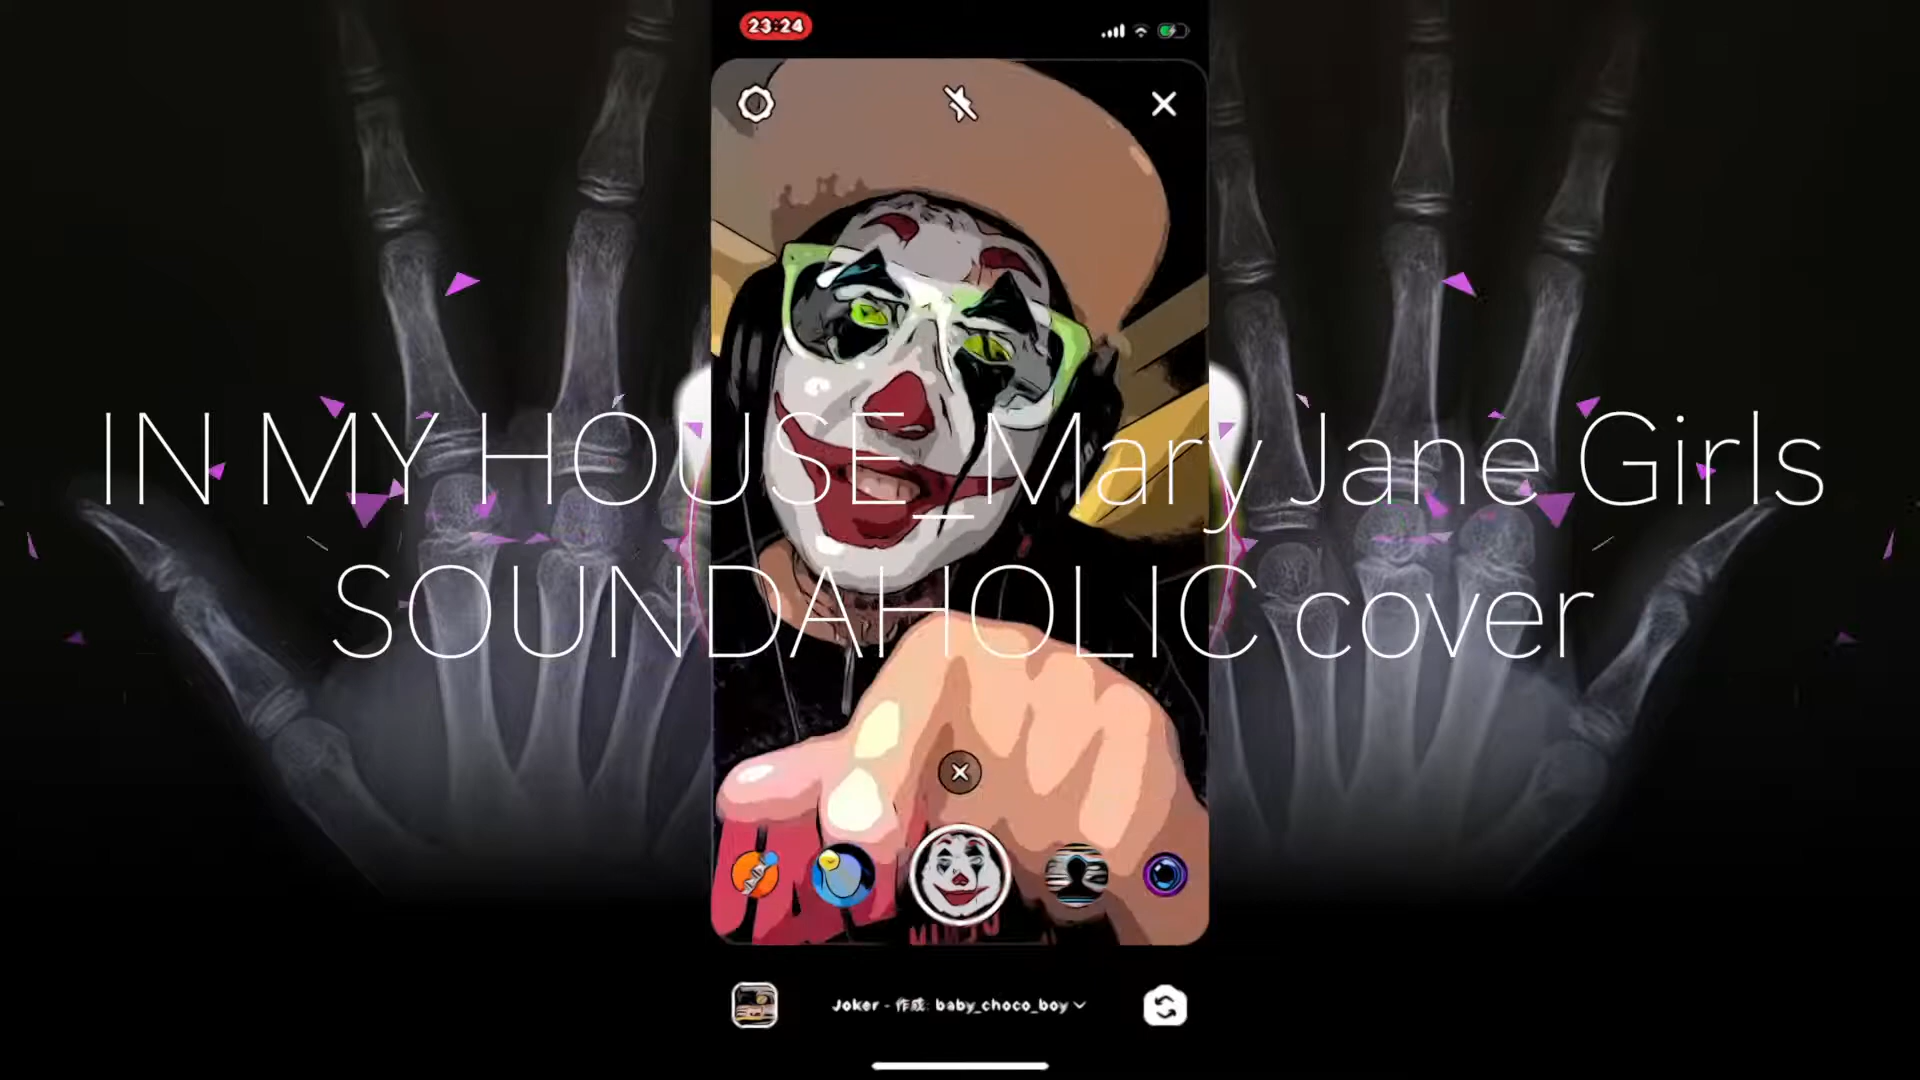 23:24
IN MY HOUSE_Mary Jane Girls
SOUNDAHOLIC cover
Joker - 作成: baby_choco_boy